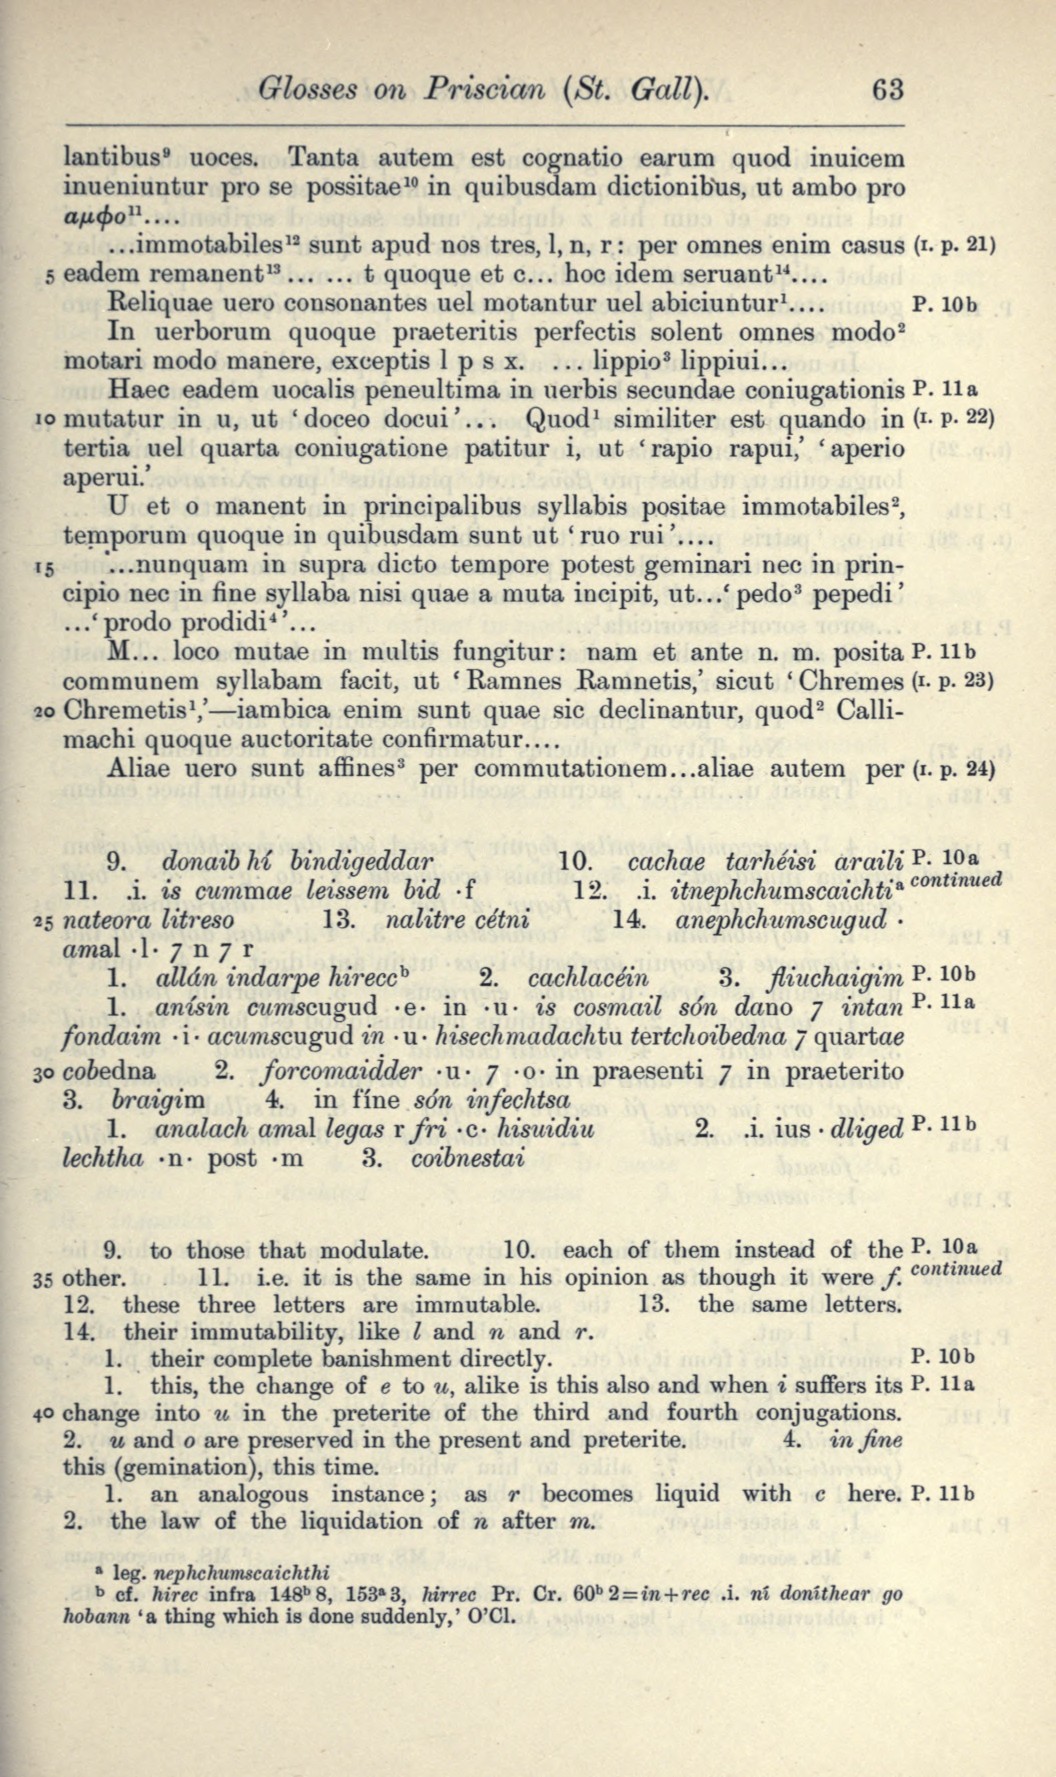 Glosses on Priscian (St. Gall). 63
lantibus⁹ uoces. Tanta autem est cognatio earum quod inuicem
inueniuntur pro se possitae¹⁰ in quibusdam dictionibus, ut ambo pro
αμφο¹¹....
...immotabiles¹² sunt apud nos tres, l, n, r: per omnes enim casus (I. p. 21)
5 eadem remanent¹³ ... ... t quoque et c... hoc idem seruant¹⁴....
Reliquae uero consonantes uel motantur uel abiciuntur¹.... P. 10b
In uerborum quoque praeteritis perfectis solent omnes modo²
motari modo manere, exceptis l p s x. ... lippio³ lippiui...
Haec eadem uocalis peneultima in uerbis secundae coniugationis P. 11a
10 mutatur in u, ut ‘doceo docui’... Quod¹ similiter est quando in (I. p. 22)
tertia uel quarta coniugatione patitur i, ut ‘rapio rapui,’ ‘aperio
aperui.’
U et o manent in principalibus syllabis positae immotabiles²,
temporum quoque in quibusdam sunt ut ‘ruo rui’....
15 ...nunquam in supra dicto tempore potest geminari nec in prin-
cipio nec in fine syllaba nisi quae a muta incipit, ut...‘pedo³ pepedi’
...‘prodo prodidi⁴’...
M... loco mutae in multis fungitur: nam et ante n. m. posita P. 11b
communem syllabam facit, ut ‘Ramnes Ramnetis,’ sicut ‘Chremes (I. p. 23)
20 Chremetis¹,’—iambica enim sunt quae sic declinantur, quod² Calli-
machi quoque auctoritate confirmatur....
Aliae uero sunt affines³ per commutationem...aliae autem per (I. p. 24)
9. donaib hí bindigeddar 10. cachae tarhéisi araili P. 10a
11. .i. is cummae leissem bid ·f 12. .i. itnephchumscaichtiᵃ continued
25 nateora litreso 13. nalitre cétni 14. anephchumscugud ·
amal ·l· 7 n 7 r
1. allán indarpe hireccᵇ 2. cachlacéin 3. fliuchaigim P. 10b
1. anísin cumscugud ·e· in ·u· is cosmail són dano 7 intan P. 11a
fondaim ·i· acumscugud in ·u· hisechmadachtu tertchoibedna 7 quartae
30 cobedna 2. forcomaidder ·u· 7 ·o· in praesenti 7 in praeterito
3. braigim 4. in fíne són infechtsa
1. analach amal legas r fri ·c· hisuidiu 2. .i. ius · dliged P. 11b
lechtha ·n· post ·m 3. coibnestai
9. to those that modulate. 10. each of them instead of the P. 10a
35 other. 11. i.e. it is the same in his opinion as though it were f. continued
12. these three letters are immutable. 13. the same letters.
14. their immutability, like l and n and r.
1. their complete banishment directly. P. 10b
1. this, the change of e to u, alike is this also and when i suffers its P. 11a
40 change into u in the preterite of the third and fourth conjugations.
2. u and o are preserved in the present and preterite. 4. in fine
this (gemination), this time.
1. an analogous instance; as r becomes liquid with c here. P. 11b
2. the law of the liquidation of n after m.
ᵃ leg. nephchumscaichthi
ᵇ cf. hirec infra 148ᵇ8, 153ᵃ3, hirrec Pr. Cr. 60ᵇ2=in+rec .i. ní donithear go
hobann ‘a thing which is done suddenly,’ O'Cl.